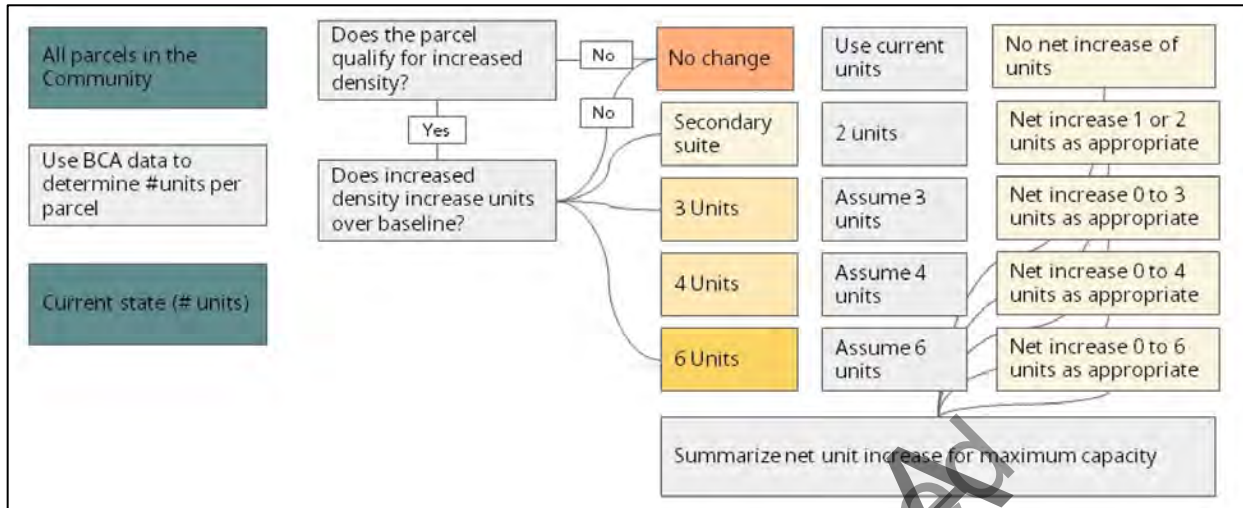 All parcels in the
Community
Use BCA data to
determine #units per
parcel
Current state (# units)
Does the parcel
qualify for increased
density?
No
No
Yes
Does increased
density increase units
over baseline?
No change
Use current
units
No net increase of
units
Secondary
suite
2 units
Net increase 1 or 2
units as appropriate
3 Units
Assume 3
units
Net increase 0 to 3
units as appropriate
4 Units
Assume 4
units
Net increase 0 to 4
units as appropriate
6 Units
Assume 6
units
Net increase 0 to 6
units as appropriate
Summarize net unit increase for maximum capacity